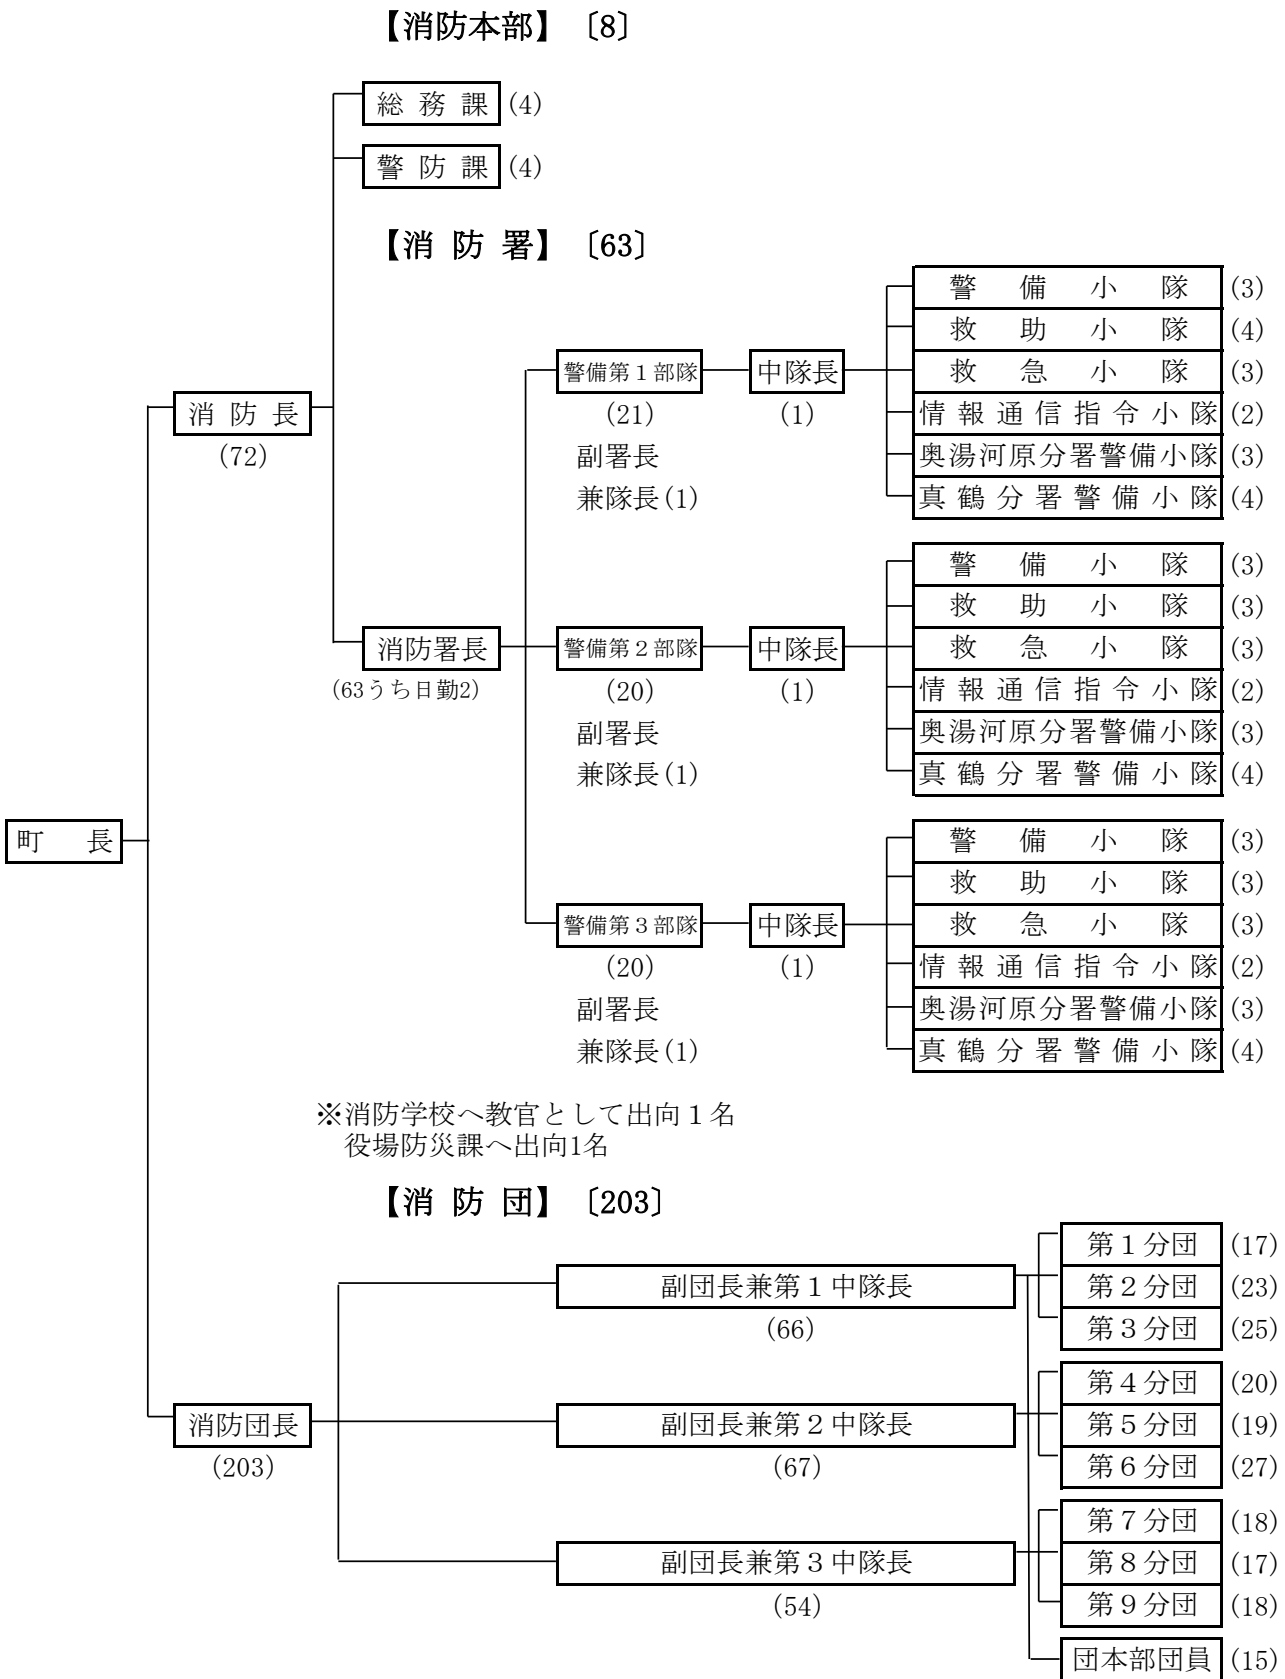 【消防本部】 〔8〕
総務課 (4)
警防課 (4)
【消防署】 〔63〕
警備小隊 (3)
救助小隊 (4)
警備第１部隊 中隊長 救急小隊 (3)
消防長 (21) (1) 情報通信指令小隊 (2)
(72) 副署長 奥湯河原分署警備小隊 (3)
兼隊長(1) 真鶴分署警備小隊 (4)
警備小隊 (3)
救助小隊 (3)
消防署長 警備第２部隊 中隊長 救急小隊 (3)
(63うち日勤2) (20) (1) 情報通信指令小隊 (2)
副署長 奥湯河原分署警備小隊 (3)
兼隊長(1) 真鶴分署警備小隊 (4)
町長 警備小隊 (3)
救助小隊 (3)
警備第３部隊 中隊長 救急小隊 (3)
(20) (1) 情報通信指令小隊 (2)
副署長 奥湯河原分署警備小隊 (3)
兼隊長(1) 真鶴分署警備小隊 (4)
※消防学校へ教官として出向１名
役場防災課へ出向1名
【消防団】 〔203〕
第１分団 (17)
副団長兼第１中隊長 第２分団 (23)
(66) 第３分団 (25)
第４分団 (20)
消防団長 副団長兼第２中隊長 第５分団 (19)
(203) (67) 第６分団 (27)
第７分団 (18)
副団長兼第３中隊長 第８分団 (17)
(54) 第９分団 (18)
団本部団員 (15)